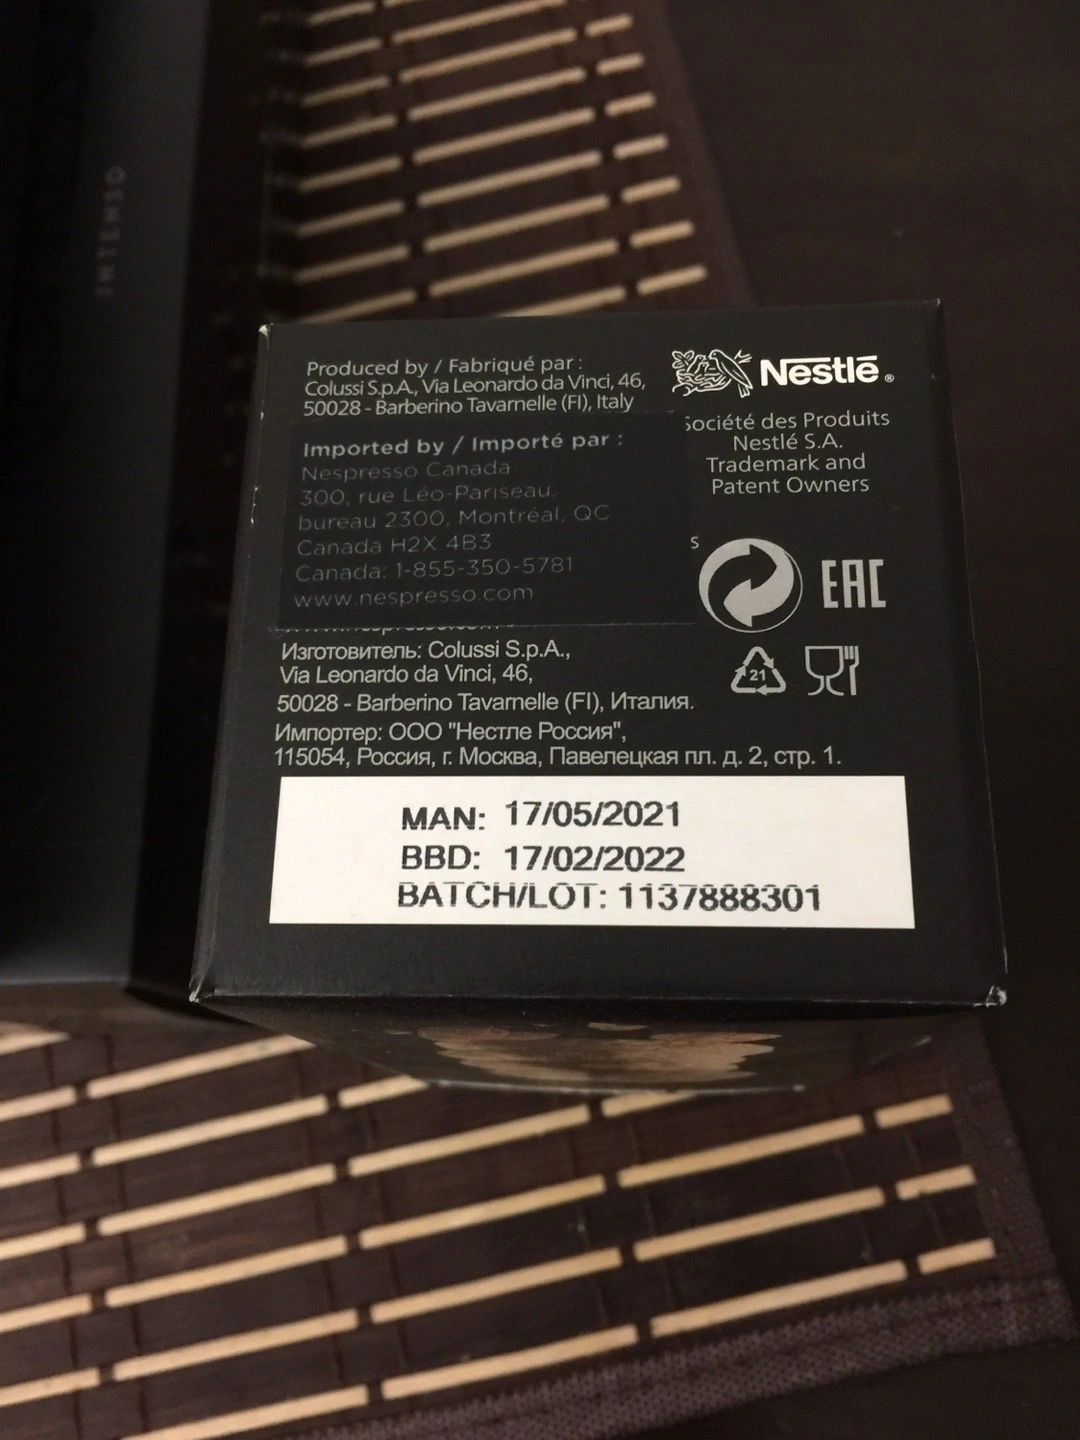 INTENSO
Produced by / Fabriqué par :
Colussi S.p.A., Via Leonardo da Vinci, 46,
50028 - Barberino Tavarnelle (FI), Italy
Imported by / Importé par :
Nespresso Canada
300, rue Léo-Pariseau,
bureau 2300, Montréal, QC
Canada H2X 4B3
Canada: 1-855-350-5781
www.nespresso.com
Nestlé®
Société des Produits
Nestlé S.A.
Trademark and
Patent Owners
s
EAC
21
Изготовитель: Colussi S.p.A.,
Via Leonardo da Vinci, 46,
50028 - Barberino Tavarnelle (FI), Италия.
Импортер: ООО "Нестле Россия",
115054, Россия, г. Москва, Павелецкая пл. д. 2, стр. 1.
MAN: 17/05/2021
BBD: 17/02/2022
BATCH/LOT: 1137888301